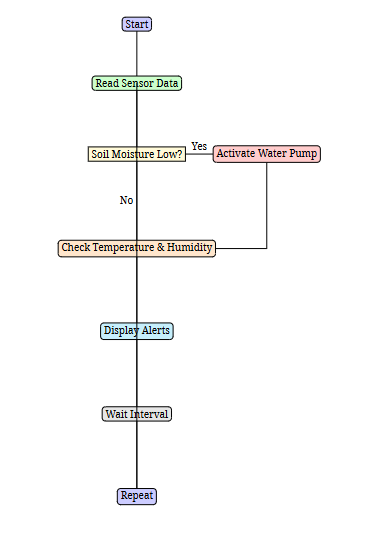 Start
Read Sensor Data
Soil Moisture Low?
Yes
Activate Water Pump
No
Check Temperature & Humidity
Display Alerts
Wait Interval
Repeat